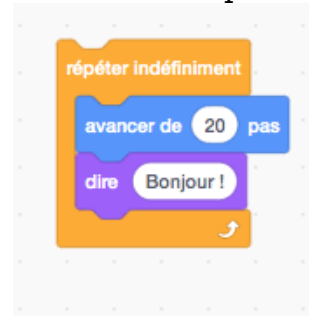 répéter indéfiniment
avancer de 20 pas
dire Bonjour !